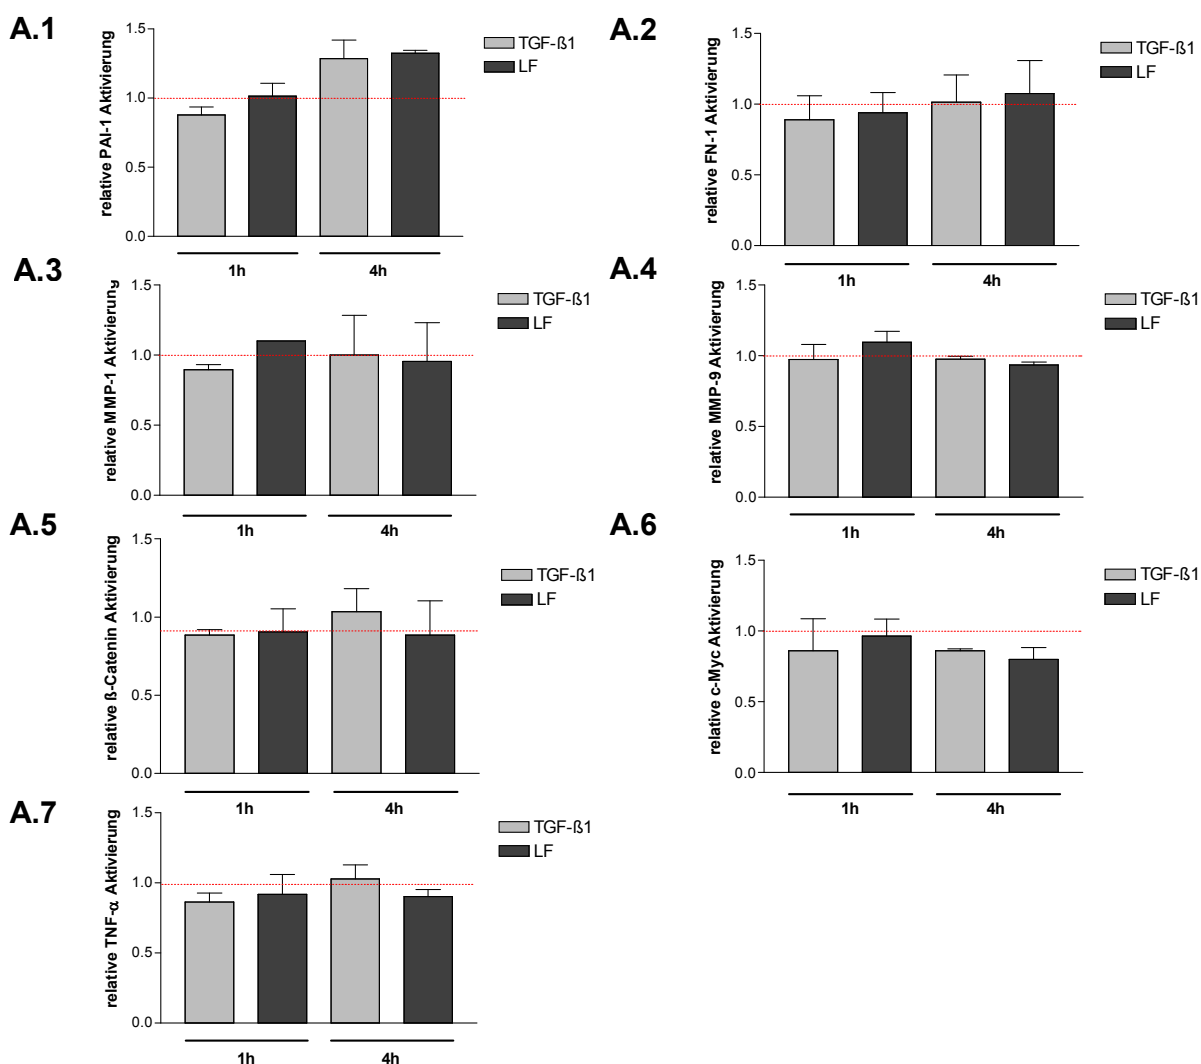 A.1
relative PAI-1 Aktivierung
1.5
1.0
0.5
0.0
TGF-ß1
LF
1h
4h
A.2
relative FN-1 Aktivierung
1.5
1.0
0.5
0.0
TGF-ß1
LF
1h
4h
A.3
relative MMP-1 Aktivierung
1.5
1.0
0.5
0.0
TGF-ß1
LF
1h
4h
A.4
relative MMP-9 Aktivierung
1.5
1.0
0.5
0.0
TGF-ß1
LF
1h
4h
A.5
relative ß-Catenin Aktivierung
1.5
1.0
0.5
0.0
TGF-ß1
LF
1h
4h
A.6
relative c-Myc Aktivierung
1.5
1.0
0.5
0.0
TGF-ß1
LF
1h
4h
A.7
relative TNF-α Aktivierung
1.5
1.0
0.5
0.0
TGF-ß1
LF
1h
4h